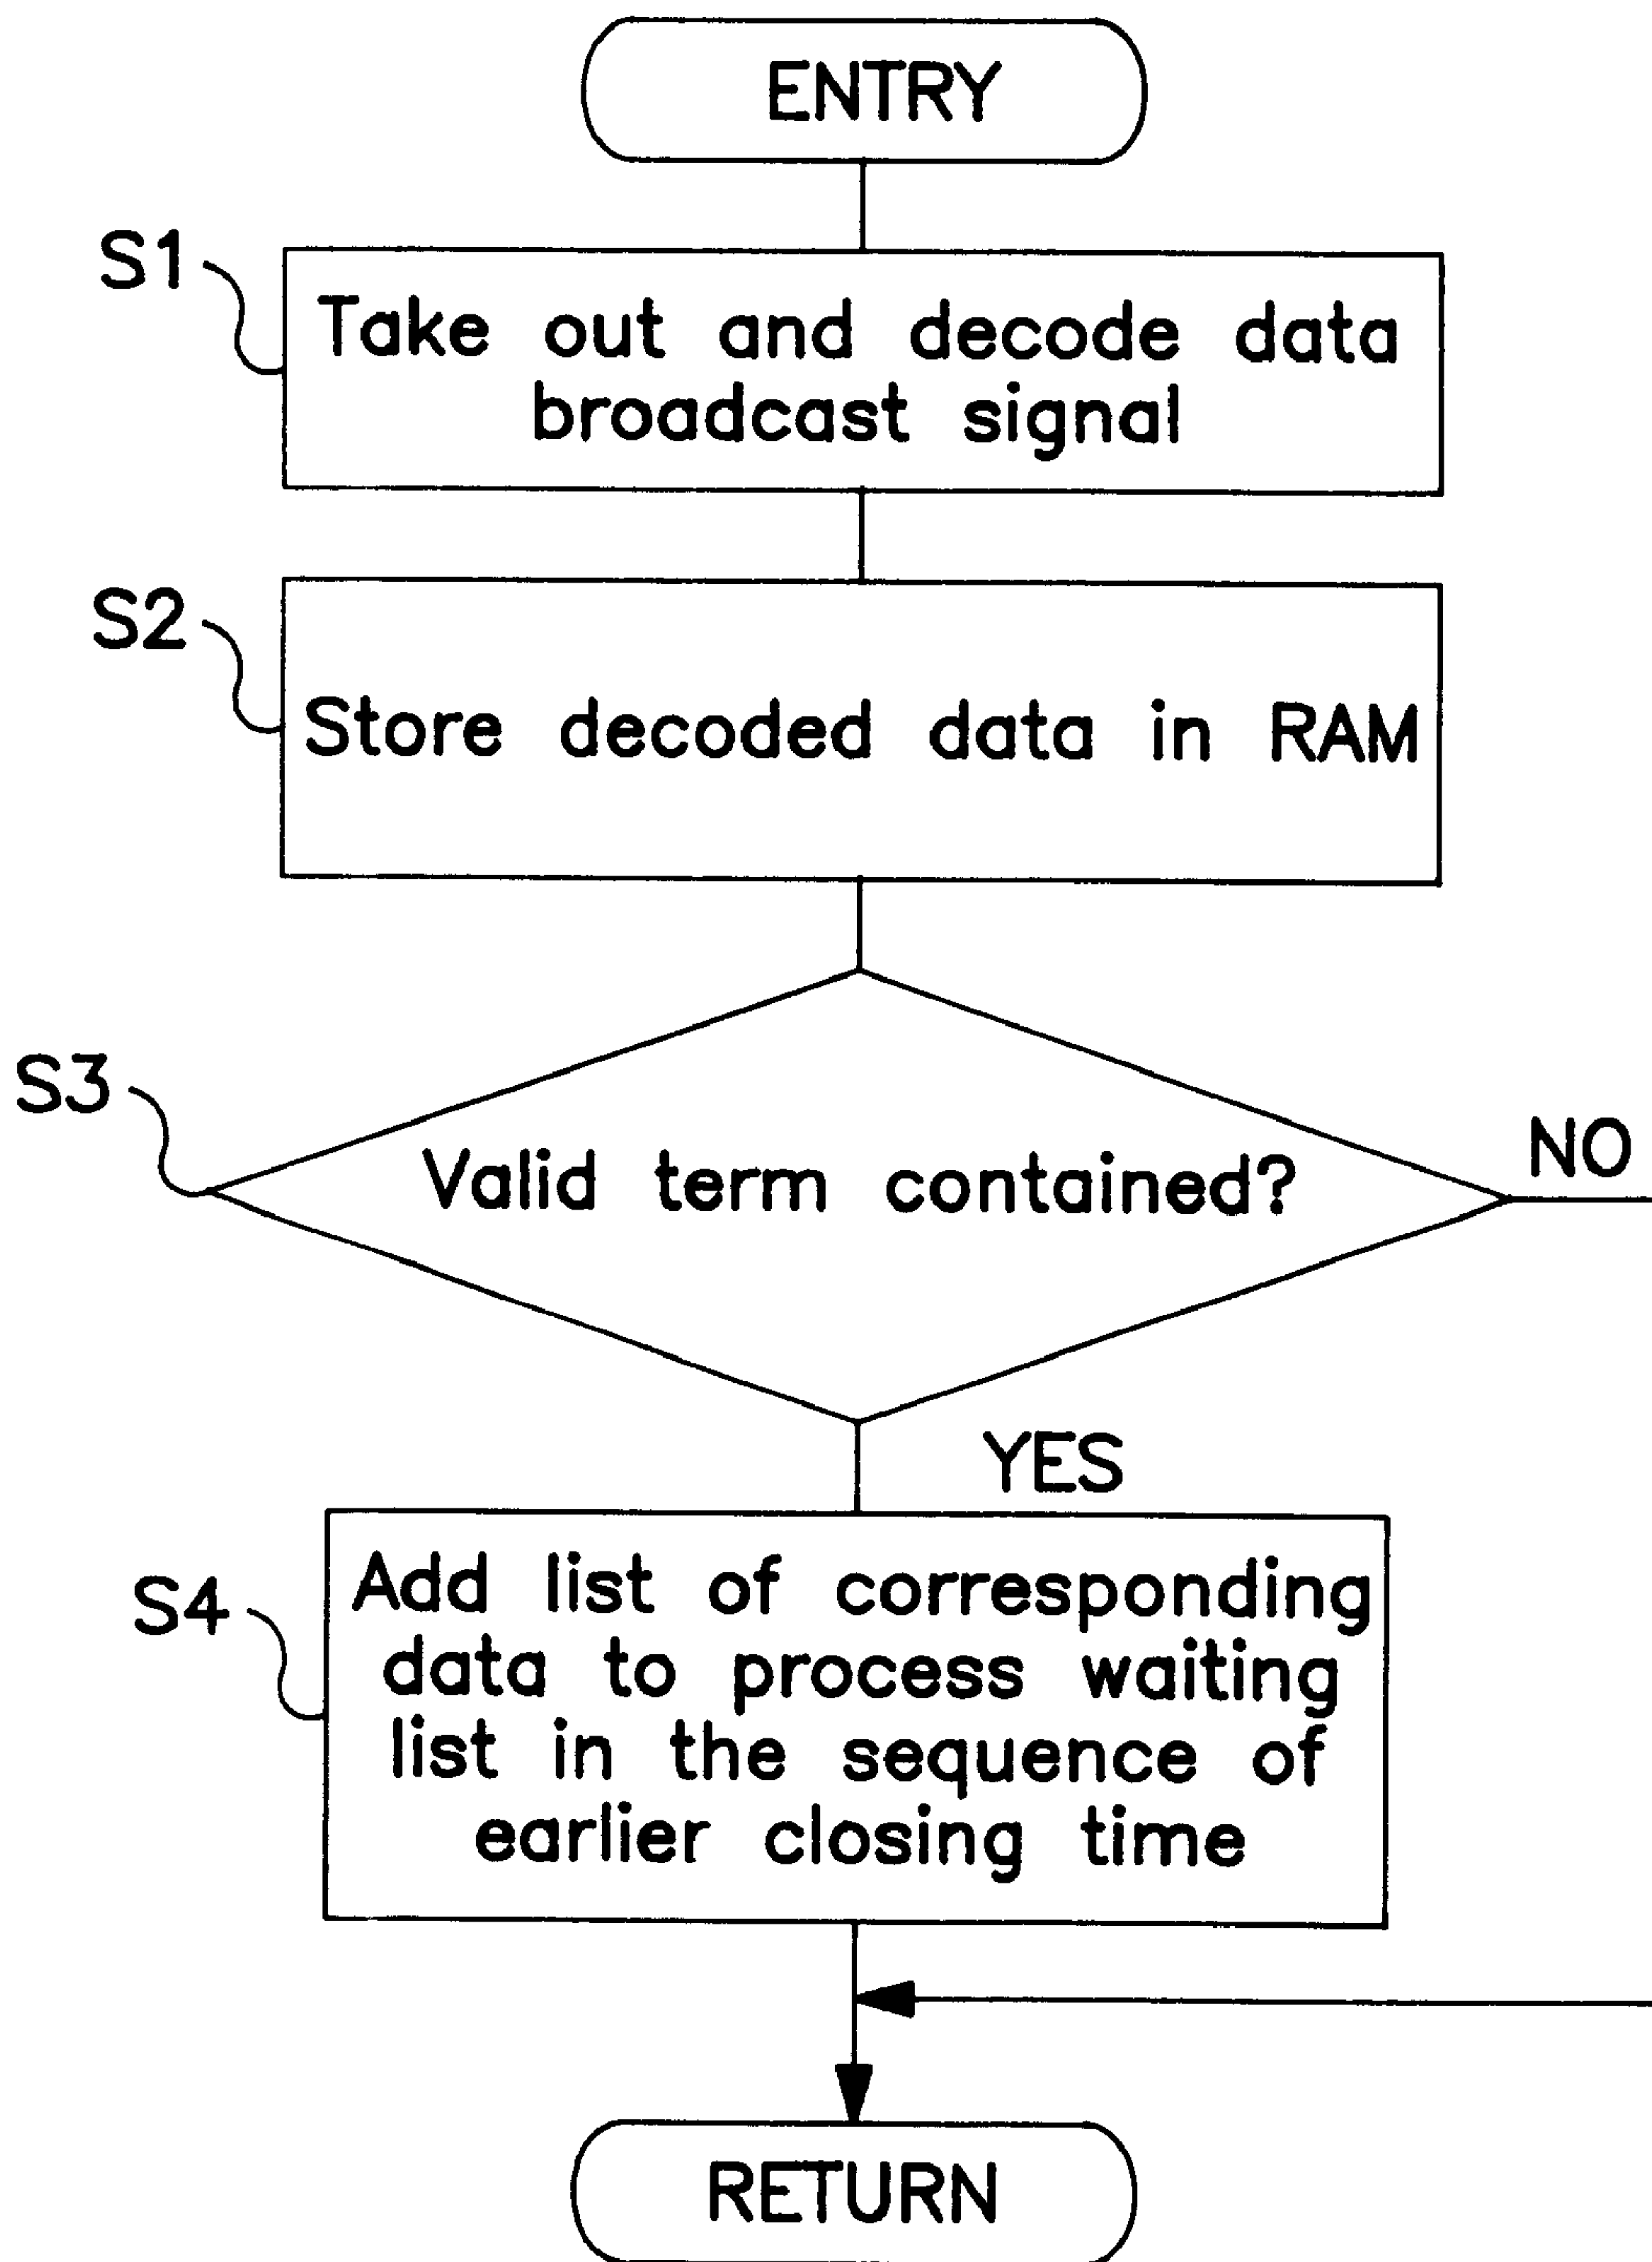 ENTRY
S1
Take out and decode data
broadcast signal
S2
Store decoded data in RAM
S3
Valid term contained?
NO
YES
S4
Add list of corresponding
data to process waiting
list in the sequence of
earlier closing time
RETURN